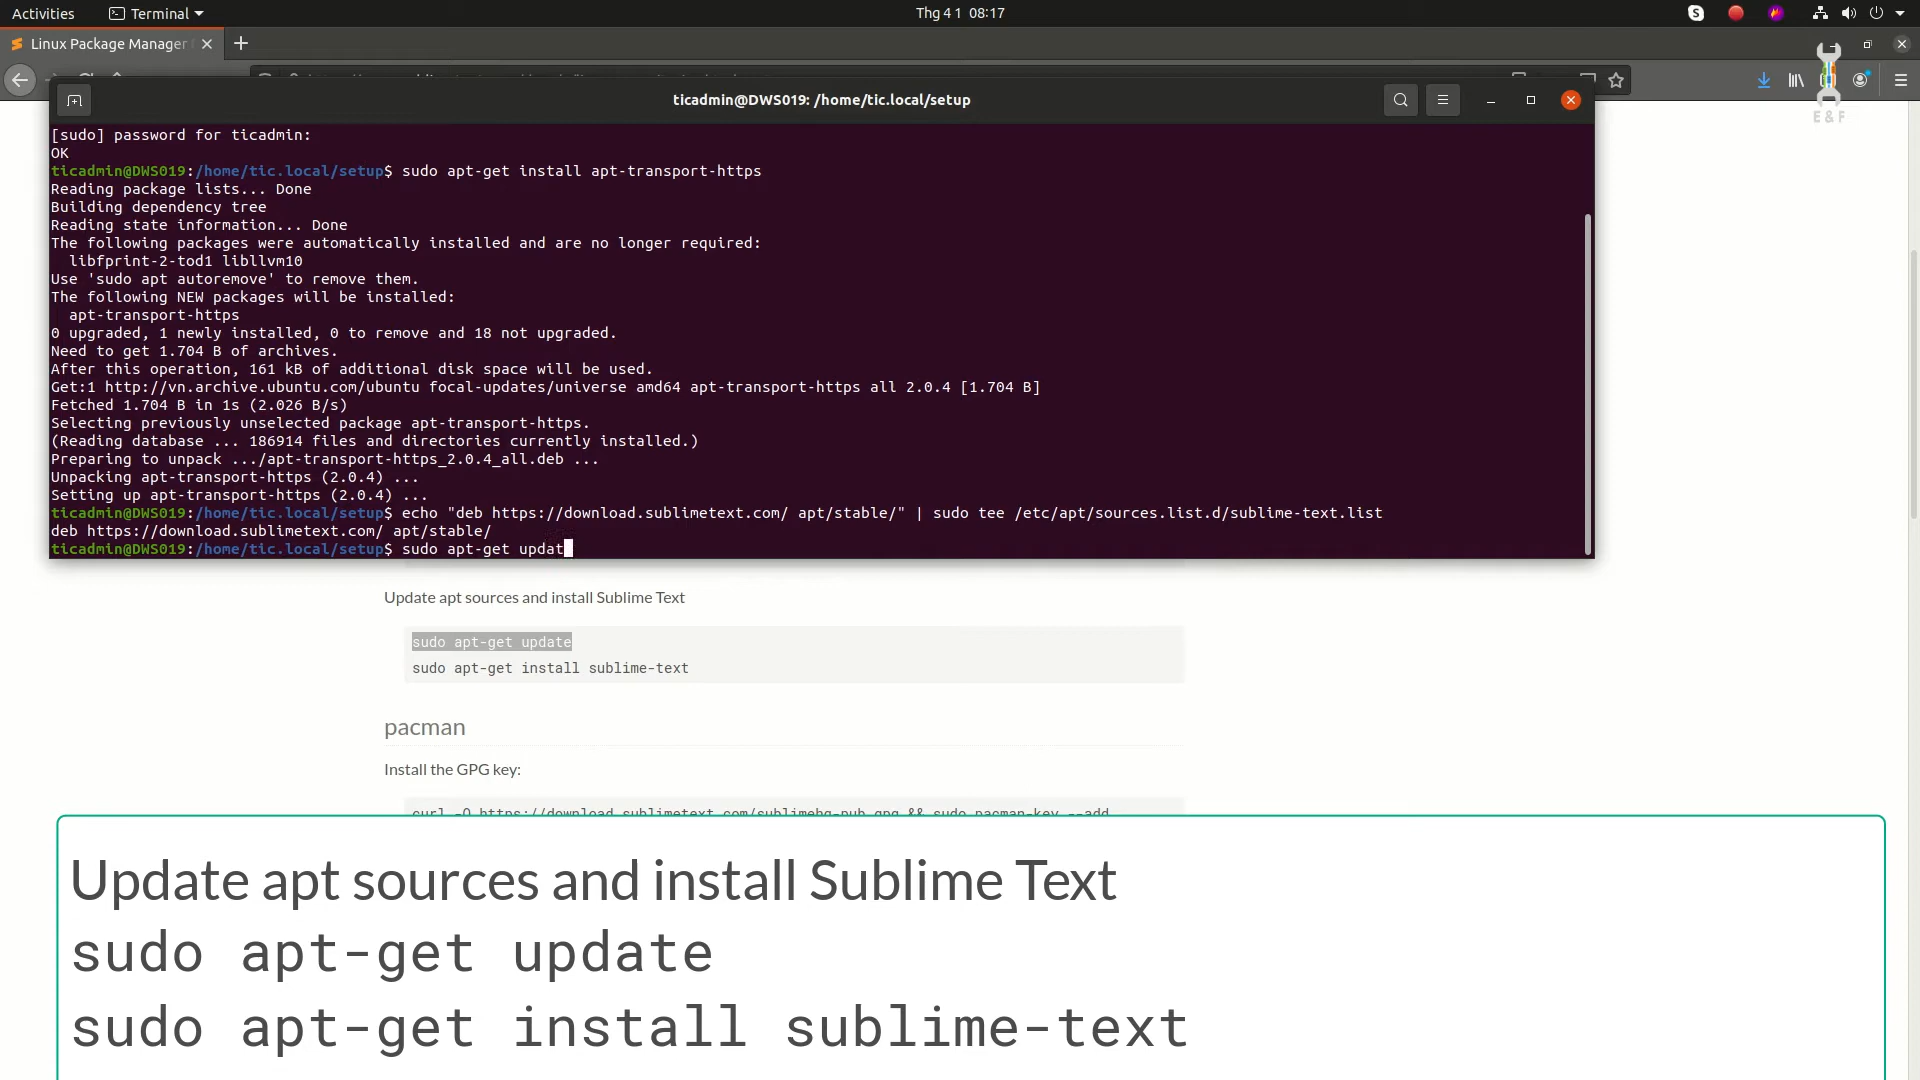 Activities
Terminal
Thg 4 1 08:17
Linux Package Manager
ticadmin@DWS019: /home/tic.local/setup
E & F
[sudo] password for ticadmin:
OK
ticadmin@DWS019:/home/tic.local/setup$ sudo apt-get install apt-transport-https
Reading package lists... Done
Building dependency tree
Reading state information... Done
The following packages were automatically installed and are no longer required:
libfprint-2-tod1 libllvm10
Use 'sudo apt autoremove' to remove them.
The following NEW packages will be installed:
apt-transport-https
0 upgraded, 1 newly installed, 0 to remove and 18 not upgraded.
Need to get 1.704 B of archives.
After this operation, 161 kB of additional disk space will be used.
Get:1 http://vn.archive.ubuntu.com/ubuntu focal-updates/universe amd64 apt-transport-https all 2.0.4 [1.704 B]
Fetched 1.704 B in 1s (2.026 B/s)
Selecting previously unselected package apt-transport-https.
(Reading database ... 186914 files and directories currently installed.)
Preparing to unpack .../apt-transport-https_2.0.4_all.deb ...
Unpacking apt-transport-https (2.0.4) ...
Setting up apt-transport-https (2.0.4) ...
ticadmin@DWS019:/home/tic.local/setup$ echo "deb https://download.sublimetext.com/ apt/stable/" | sudo tee /etc/apt/sources.list.d/sublime-text.list
deb https://download.sublimetext.com/ apt/stable/
ticadmin@DWS019:/home/tic.local/setup$ sudo apt-get updat
Update apt sources and install Sublime Text
sudo apt-get update
sudo apt-get install sublime-text
pacman
Install the GPG key:
curl -O https://download.sublimetext.com/sublimehq-pub.gpg && sudo pacman-key --add
Update apt sources and install Sublime Text
sudo apt-get update
sudo apt-get install sublime-text